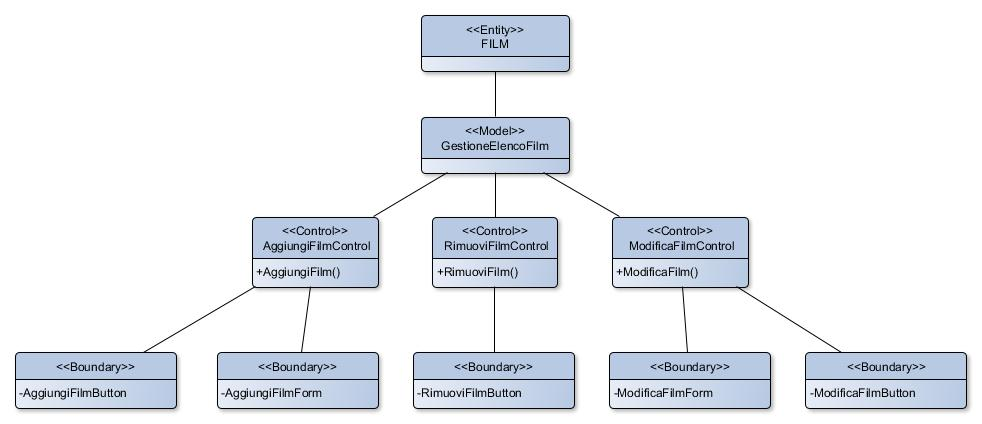 <<Entity>>
FILM
<<Model>>
GestioneElencoFilm
<<Control>>
AggiungiFilmControl
+AggiungiFilm()
<<Control>>
RimuoviFilmControl
+RimuoviFilm()
<<Control>>
ModificaFilmControl
+ModificaFilm()
<<Boundary>>
-AggiungiFilmButton
<<Boundary>>
-AggiungiFilmForm
<<Boundary>>
-RimuoviFilmButton
<<Boundary>>
-ModificaFilmForm
<<Boundary>>
-ModificaFilmButton